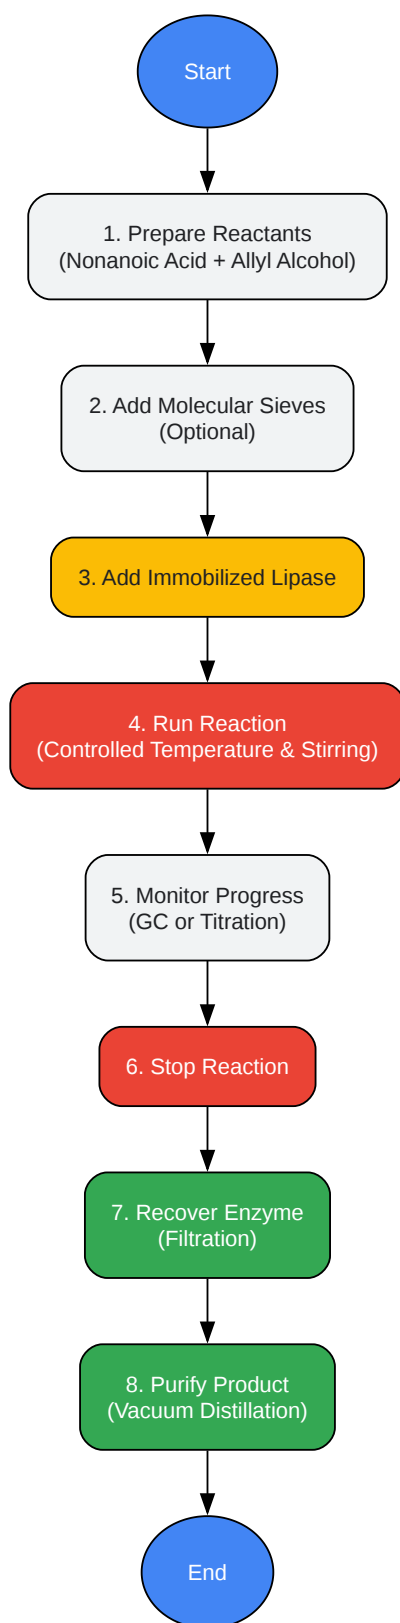 Start
1. Prepare Reactants
(Nonanoic Acid + Allyl Alcohol)
2. Add Molecular Sieves
(Optional)
3. Add Immobilized Lipase
4. Run Reaction
(Controlled Temperature & Stirring)
5. Monitor Progress
(GC or Titration)
6. Stop Reaction
7. Recover Enzyme
(Filtration)
8. Purify Product
(Vacuum Distillation)
End